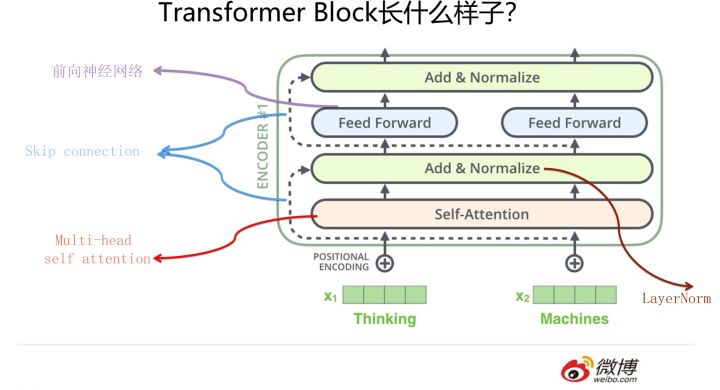 Transformer Block长什么样子？
前向神经网络
Skip connection
Multi-head
self attention
ENCODER #1
Add & Normalize
Feed Forward
Feed Forward
Add & Normalize
Self-Attention
POSITIONAL
ENCODING
LayerNorm
x1
x2
Thinking
Machines
微博
weibo.com